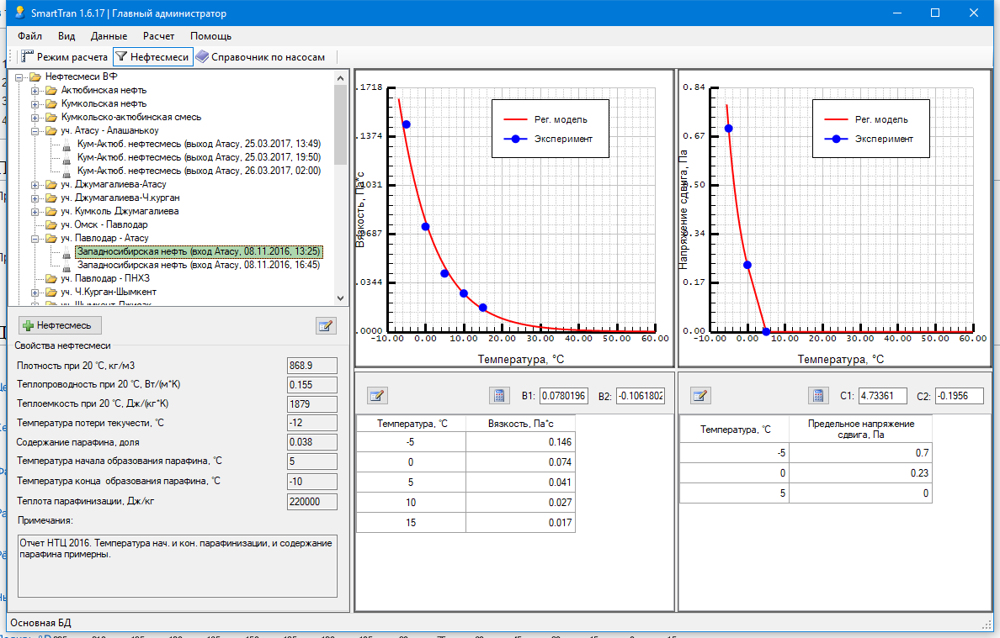 SmartTran 1.6.17 | Главный администратор
Файл Вид Данные Расчет Помощь
Режим расчета Нефтесмеси Справочник по насосам
Нефтесмеси ВФ
Актюбинская нефть
Кумкольская нефть
Кумкольско-актюбинская смесь
уч. Атасу - Алашанькоу
Кум-Актюб. нефтесмесь (выход Атасу, 25.03.2017, 13:49)
Кум-Актюб. нефтесмесь (выход Атасу, 25.03.2017, 19:50)
Кум-Актюб. нефтесмесь (выход Атасу, 26.03.2017, 02:00)
уч. Джумагалиева-Атасу
уч. Джумагалиева-Ч.курган
уч. Кумколь Джумагалиева
уч. Омск - Павлодар
уч. Павлодар - Атасу
Западносибирская нефть (вход Атасу, 08.11.2016, 13:25)
Западносибирская нефть (вход Атасу, 08.11.2016, 16:45)
уч. Павлодар - ПНХЗ
уч. Ч.Курган-Шымкент
Нефтесмесь
Свойства нефтесмеси
Плотность при 20 °C, кг/м3 868.9
Теплопроводность при 20 °C, Вт/(м*К) 0.155
Теплоемкость при 20 °C, Дж/(кг*К) 1879
Температура потери текучести, °C -12
Содержание парафина, доля 0.038
Температура начала образования парафина, °C 5
Температура конца образования парафина, °C -10
Теплота парафинизации, Дж/кг 220000
Примечания:
Отчет НТЦ 2016. Температура нач. и кон. парафинизации, и содержание
парафина примерны.
.1718
.1374
.1031
.0687
.0344
.0000
Вязкость, Па*с
Рег. модель
Эксперимент
-10.00 0.00 10.00 20.00 30.00 40.00 50.00 60.00
Температура, °C
0.84
0.67
0.50
0.34
0.17
0.00
Напряжение сдвига, Па
Рег. модель
Эксперимент
-10.00 0.00 10.00 20.00 30.00 40.00 50.00 60.00
Температура, °C
B1: 0.0780196 B2: -0.1061802
Температура, °C Вязкость, Па*с
-5 0.146
0 0.074
5 0.041
10 0.027
15 0.017
C1: 4.73361 C2: -0.1956
Температура, °C Предельное напряжение
сдвига, Па
-5 0.7
0 0.23
5 0
Основная БД